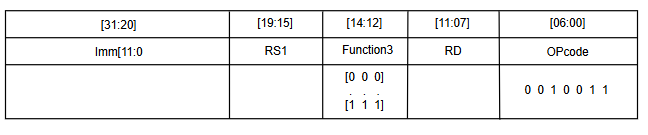 [31:20] [19:15] [14:12] [11:07] [06:00]
Imm[11:0 RS1 Function3 RD OPcode
[0 0 0]
. . .
[1 1 1]
0 0 1 0 0 1 1